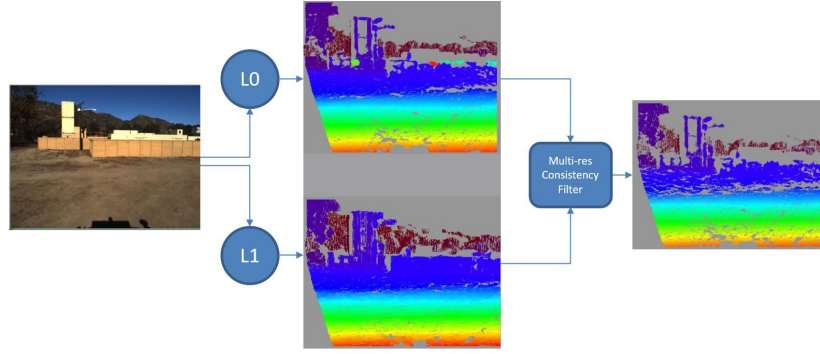 L0
L1
Multi-res
Consistency
Filter